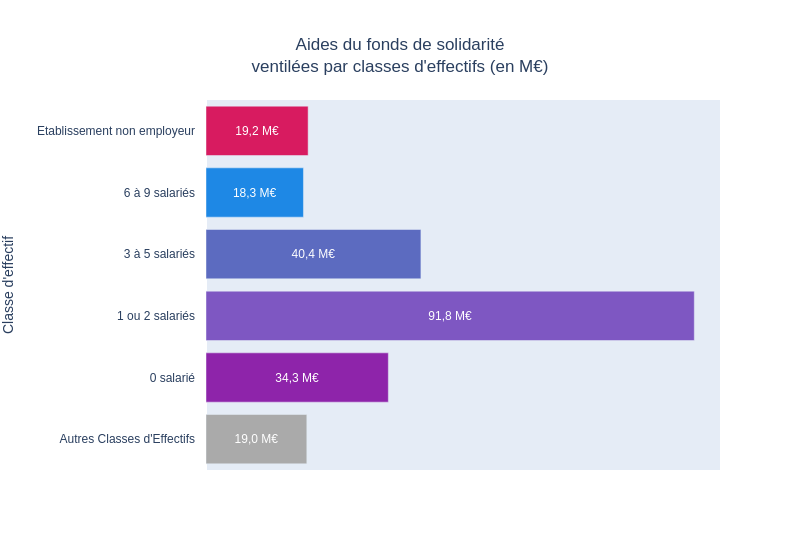 Aides du fonds de solidarité
ventilées par classes d'effectifs (en M€)
Classe d'effectif
Etablissement non employeur
19,2 M€
6 à 9 salariés
18,3 M€
3 à 5 salariés
40,4 M€
1 ou 2 salariés
91,8 M€
0 salarié
34,3 M€
Autres Classes d'Effectifs
19,0 M€